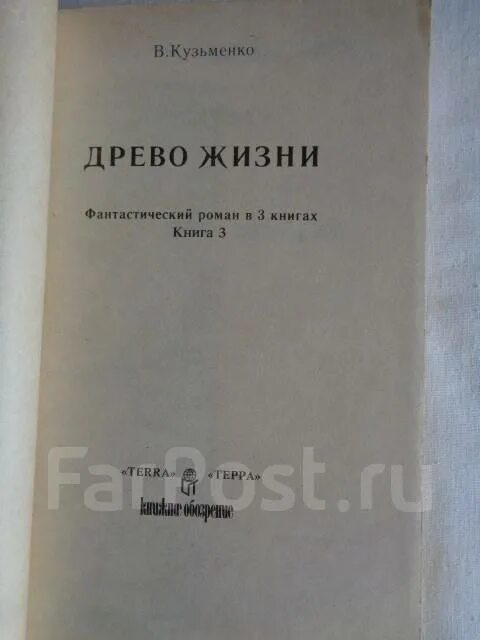 В. Кузьменко
ДРЕВО ЖИЗНИ
Фантастический роман в 3 книгах
Книга 3
«TERRA» «ТЕРРА»
книжное обозрение
FarPost.ru